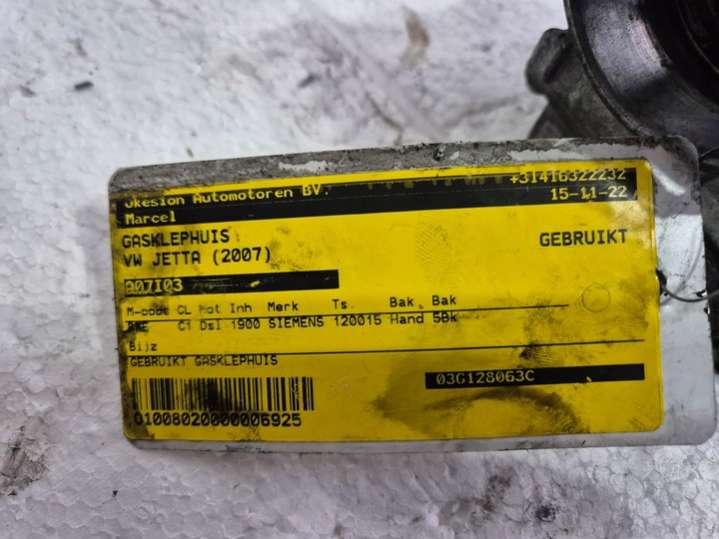 Okesion Automotoren BV. +31416322232
Marcel 15-11-22
GASKLEPHUIS GEBRUIKT
VW JETTA (2007)
A07I03
M-code CL Mot Inh Merk Ts. Bak. Bak
C1 Dsl 1900 SIEMENS 120015 Hand 5Bk
Bijz
GEBRUIKT GASKLEPHUIS
03G128063C
01008020000006925